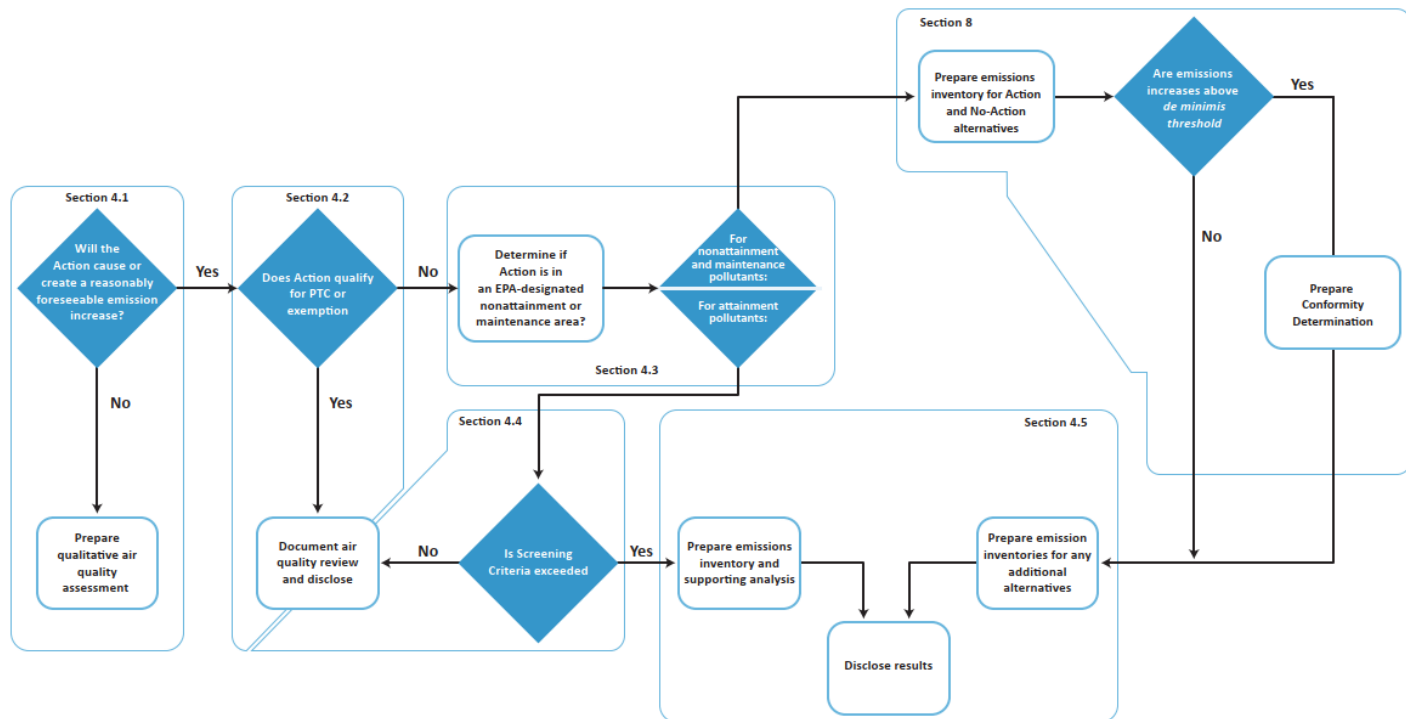 Section 8
Prepare emissions
inventory for Action
and No-Action
alternatives
Are emissions
increases above
de minimis
threshold
Yes
No
Prepare
Conformity
Determination
Section 4.1
Will the
Action cause or
create a reasonably
foreseeable emission
increase?
Yes
No
Prepare
qualitative air
quality
assessment
Section 4.2
Does Action qualify
for PTC or
exemption
No
Yes
Document air
quality review
and disclose
Determine if
Action is in
an EPA-designated
nonattainment or
maintenance area?
For
nonattainment
and maintenance
pollutants:
For attainment
pollutants:
Section 4.3
Section 4.4
Is Screening
Criteria exceeded
No
Yes
Section 4.5
Prepare emissions
inventory and
supporting analysis
Prepare emission
inventories for any
additional
alternatives
Disclose results